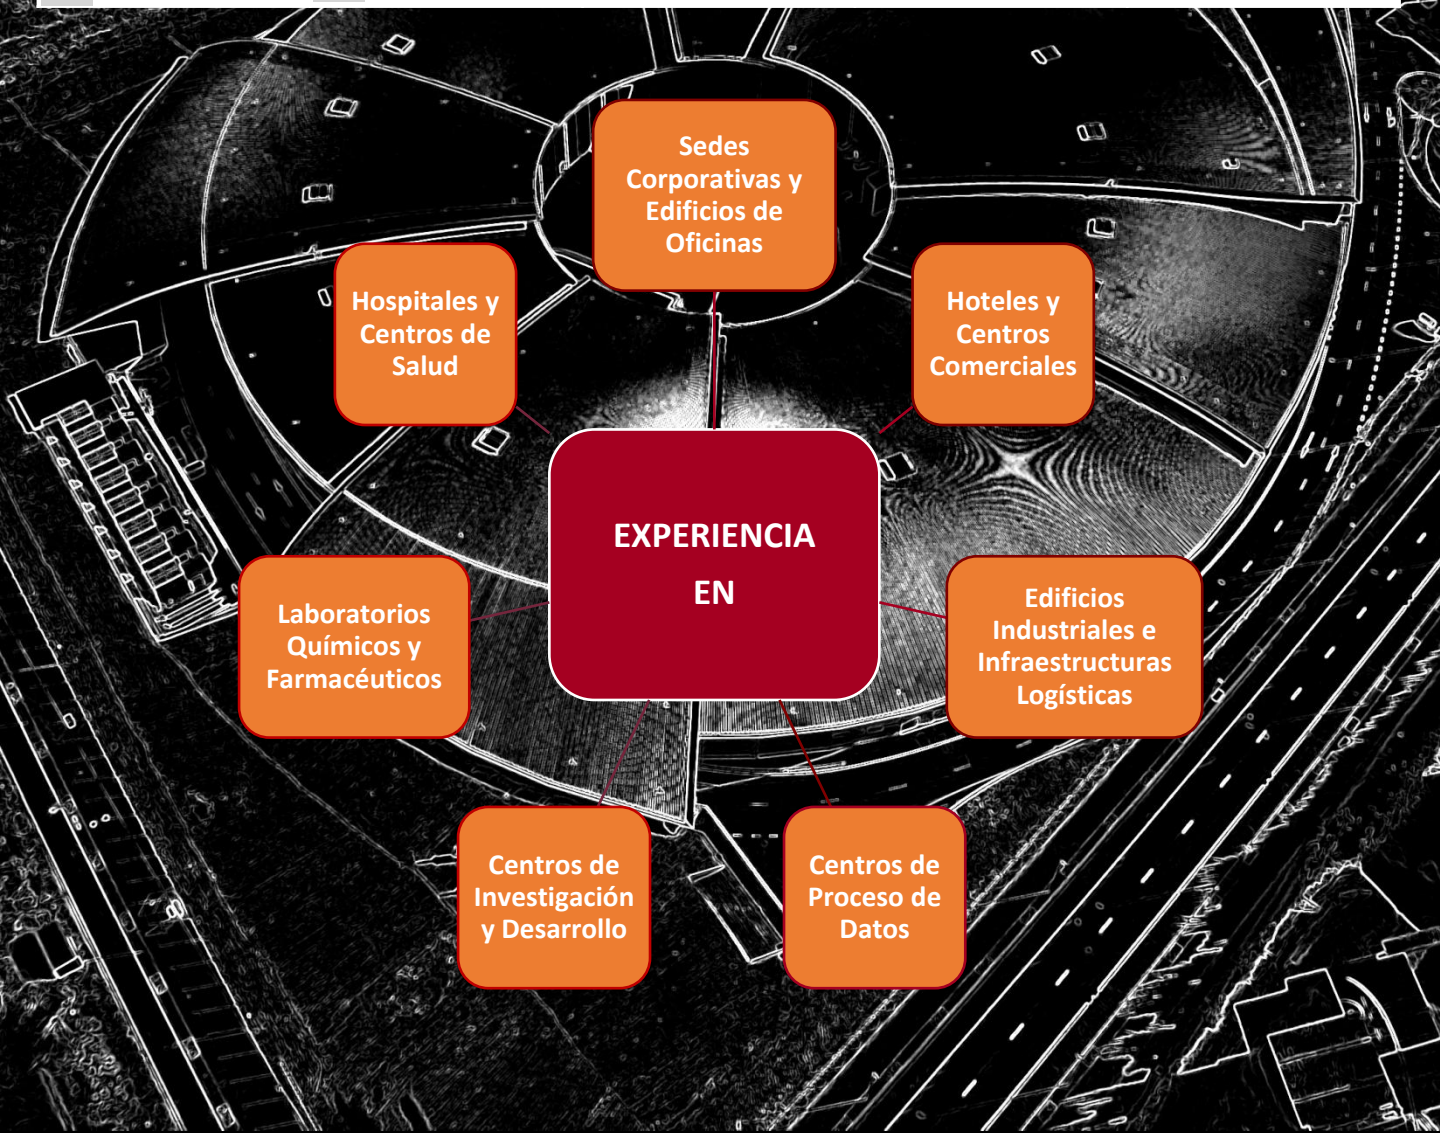 Sedes
Corporativas y
Edificios de
Oficinas
Hospitales y
Centros de
Salud
Hoteles y
Centros
Comerciales
EXPERIENCIA
EN
Laboratorios
Químicos y
Farmacéuticos
Edificios
Industriales e
Infraestructuras
Logísticas
Centros de
Investigación
y Desarrollo
Centros de
Proceso de
Datos